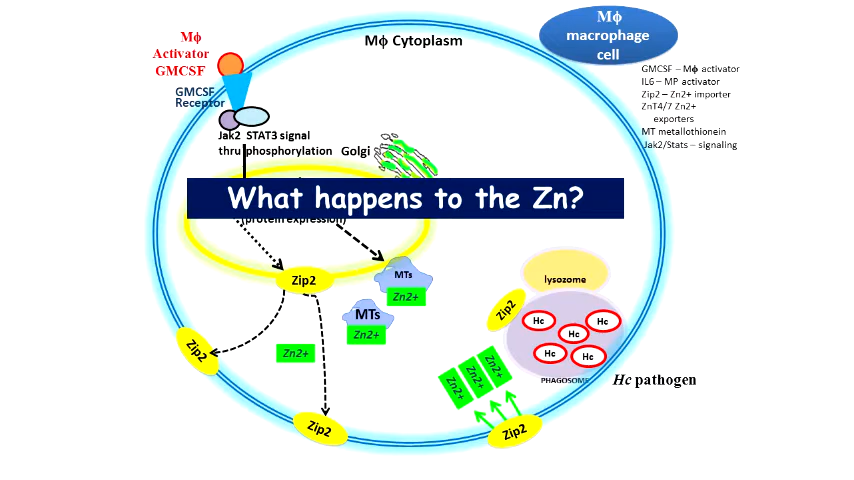 Mϕ
macrophage
cell
Mϕ
Activator
GMCSF
Mϕ Cytoplasm
GMCSF – Mϕ activator
IL6 – MP activator
Zip2 – Zn2+ importer
ZnT4/7 Zn2+
exporters
MT metallothionein
Jak2/Stats – signaling
GMCSF
Receptor
Jak2 STAT3 signal
thru phosphorylation
Golgi
What happens to the Zn?
(protein expression)
Zip2
MTs
Zn2+
MTs
Zn2+
lysozome
Zip2
Hc
Hc
Hc
Hc
Hc
PHAGOSOME
Hc pathogen
Zip2
Zn2+
Zn2+
Zn2+
Zn2+
Zip2
Zip2